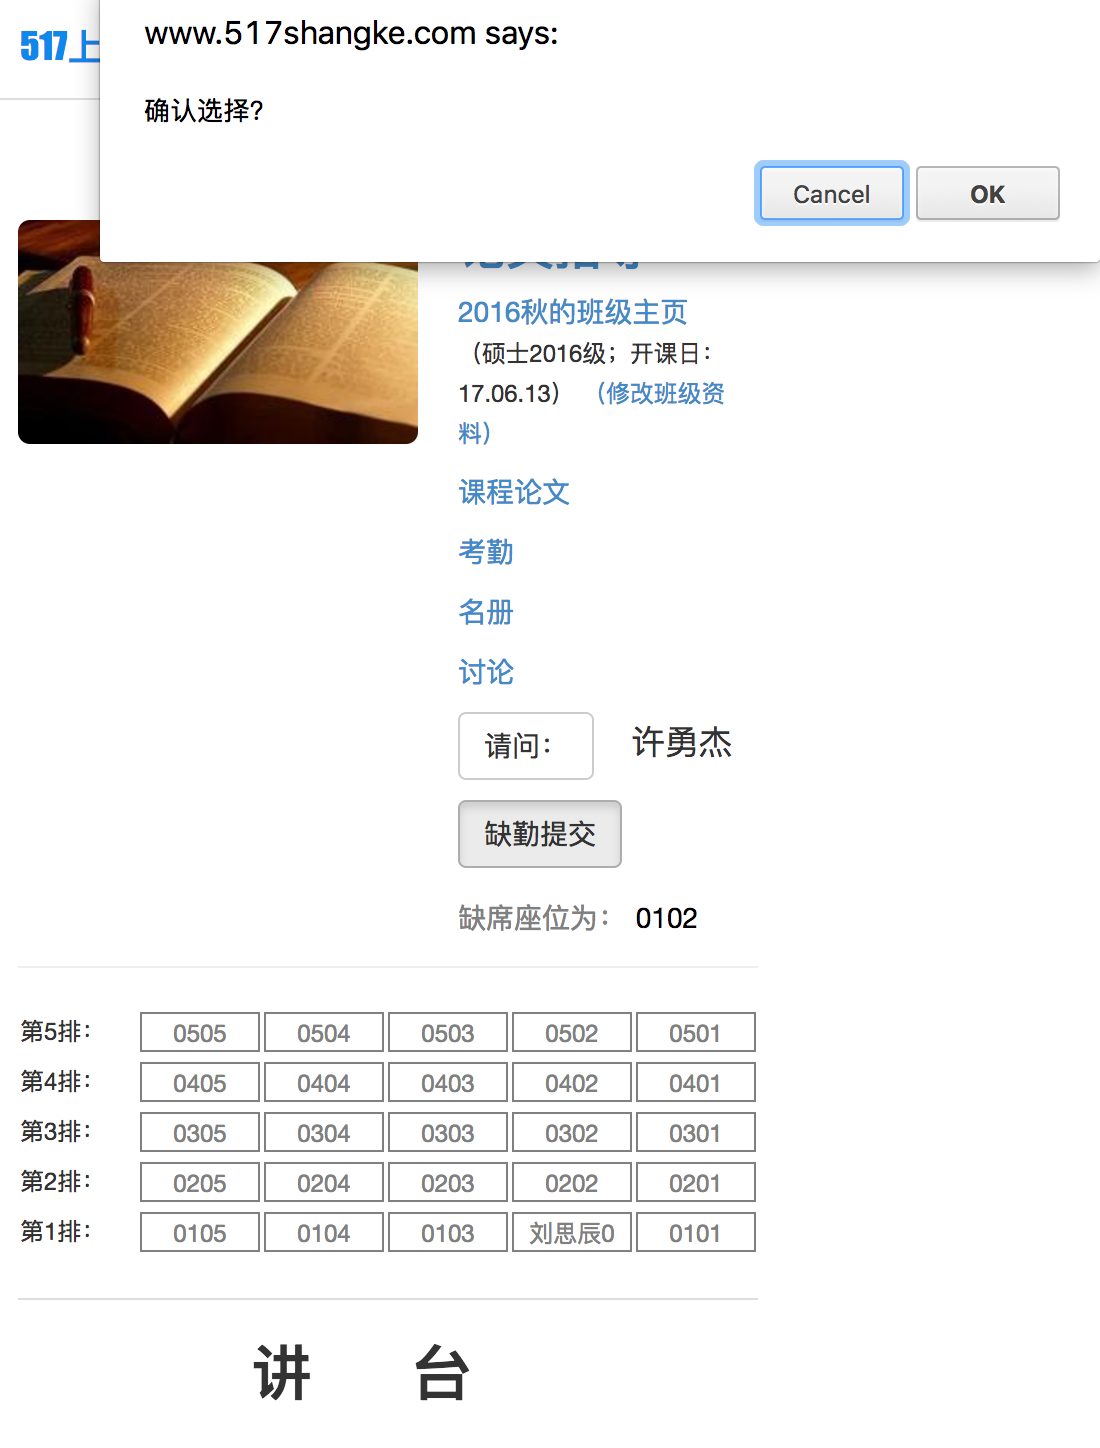 517上
www.517shangke.com says:
确认选择?
Cancel
OK
2016秋的班级主页
（硕士2016级；开课日：
17.06.13） （修改班级资
料）
课程论文
考勤
名册
讨论
请问： 许勇杰
缺勤提交
缺席座位为： 0102
第5排： 0505 0504 0503 0502 0501
第4排： 0405 0404 0403 0402 0401
第3排： 0305 0304 0303 0302 0301
第2排： 0205 0204 0203 0202 0201
第1排： 0105 0104 0103 刘思辰0 0101
讲 台